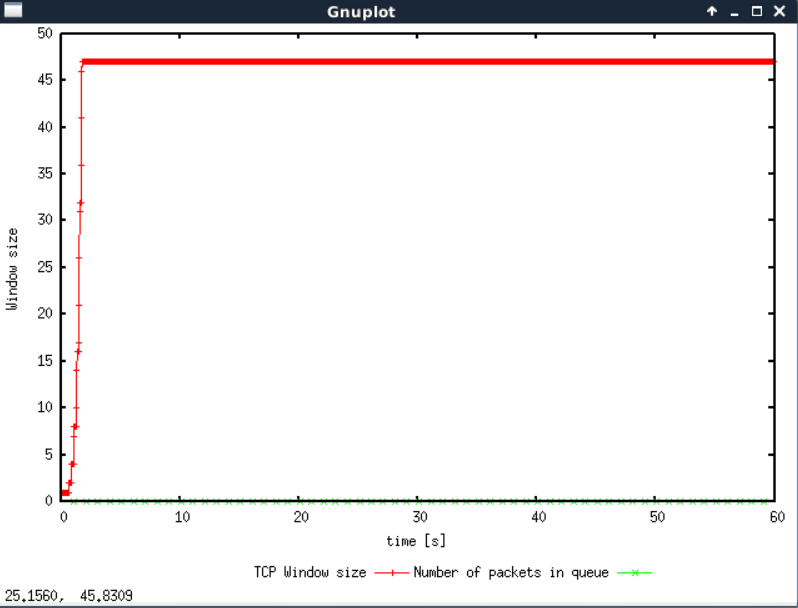 Gnuplot
50
45
40
35
30
25
20
15
10
5
0
Window size
0 10 20 30 40 50 60
time [s]
TCP Window size Number of packets in queue
25.1560, 45.8309